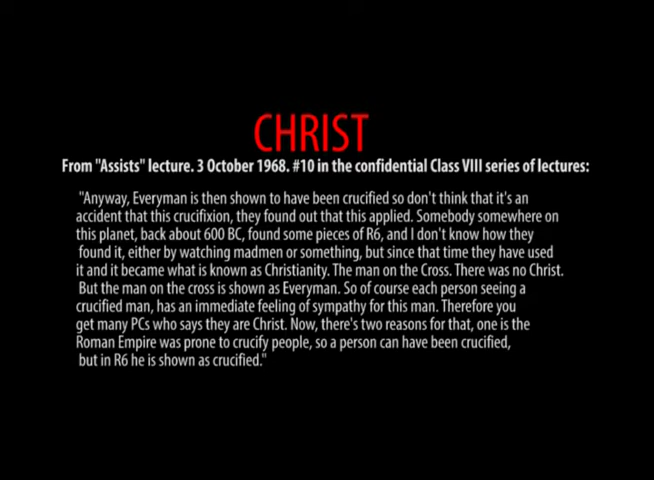 CHRIST
From "Assists" lecture. 3 October 1968. #10 in the confidential Class VIII series of lectures:
"Anyway, Everyman is then shown to have been crucified so don't think that it's an
accident that this crucifixion, they found out that this applied. Somebody somewhere on
this planet, back about 600 BC, found some pieces of R6, and I don't know how they
found it, either by watching madmen or something, but since that time they have used
it and it became what is known as Christianity. The man on the Cross. There was no Christ.
But the man on the cross is shown as Everyman. So of course each person seeing a
crucified man, has an immediate feeling of sympathy for this man. Therefore you
get many PCs who says they are Christ. Now, there's two reasons for that, one is the
Roman Empire was prone to crucify people, so a person can have been crucified,
but in R6 he is shown as crucified."